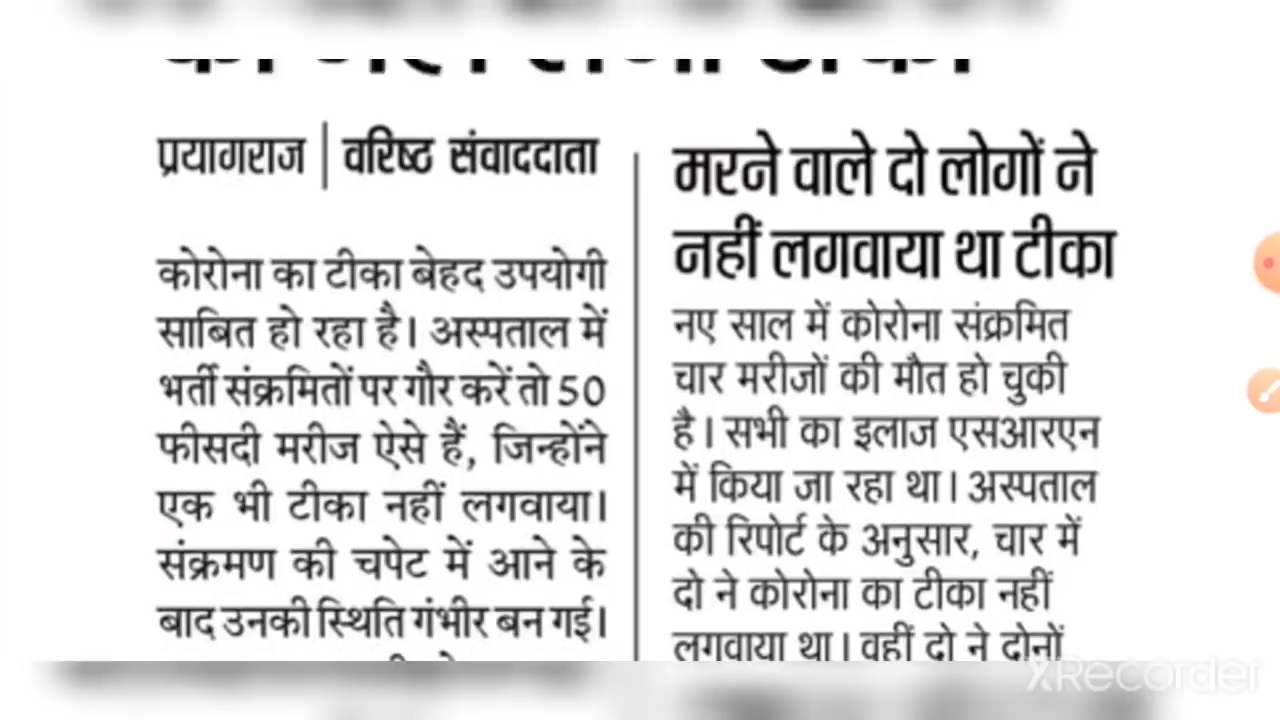 प्रयागराज | वरिष्ठ संवाददाता
कोरोना का टीका बेहद उपयोगी
साबित हो रहा है। अस्पताल में
भर्ती संक्रमितों पर गौर करें तो 50
फीसदी मरीज ऐसे हैं, जिन्होंने
एक भी टीका नहीं लगवाया।
संक्रमण की चपेट में आने के
बाद उनकी स्थिति गंभीर बन गई।
मरने वाले दो लोगों ने
नहीं लगवाया था टीका
नए साल में कोरोना संक्रमित
चार मरीजों की मौत हो चुकी
है। सभी का इलाज एसआरएन
में किया जा रहा था। अस्पताल
की रिपोर्ट के अनुसार, चार में
दो ने कोरोना का टीका नहीं
लगवाया था। वहीं दो ने दोनों
XRecorder